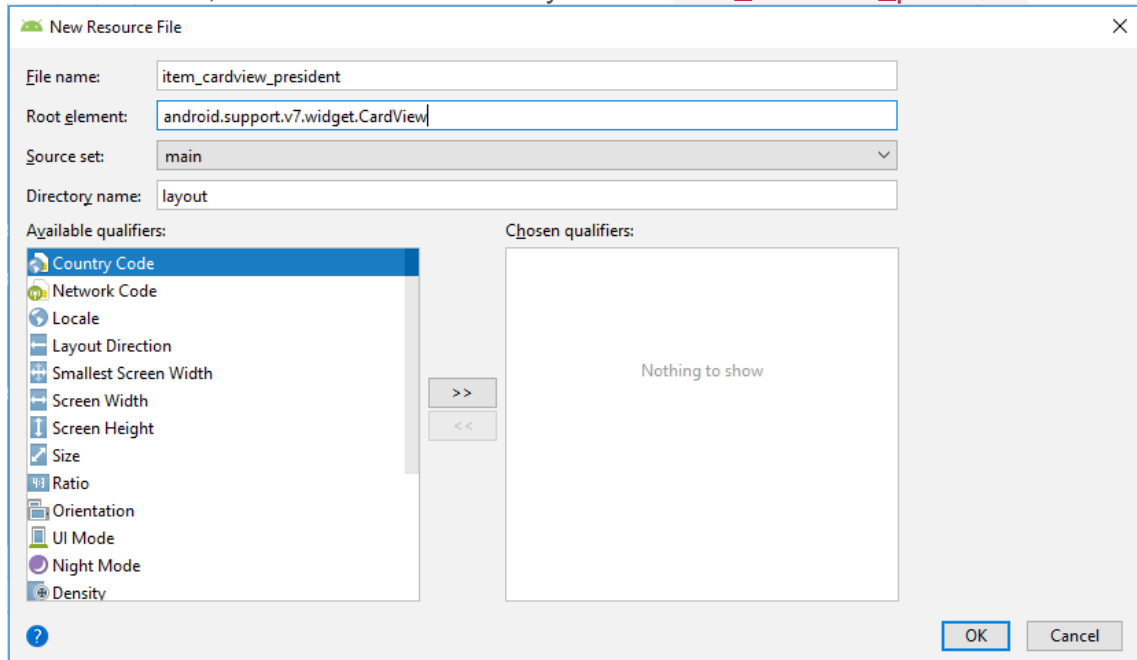 New Resource File
File name: item_cardview_president
Root element: android.support.v7.widget.CardView
Source set: main
Directory name: layout
Available qualifiers: Chosen qualifiers:
Country Code
Network Code
Locale
Layout Direction
Smallest Screen Width
Nothing to show
Screen Width
>>
Screen Height
<<
Size
Ratio
Orientation
UI Mode
Night Mode
Density
? OK Cancel